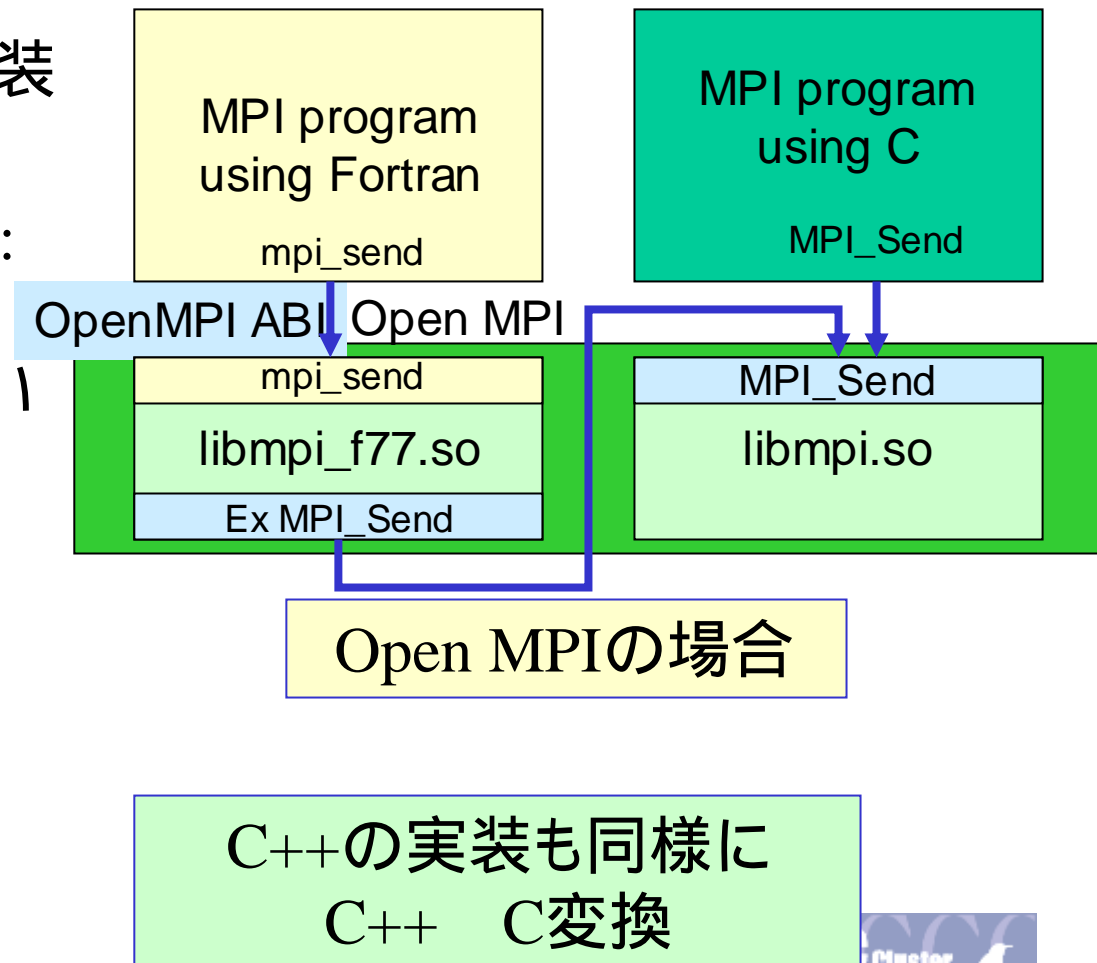 装
:
い
MPI program
using Fortran
mpi_send
MPI program
using C
MPI_Send
OpenMPI ABI
Open MPI
mpi_send
libmpi_f77.so
Ex MPI_Send
MPI_Send
libmpi.so
Open MPIの場合
C++の実装も同様に
C++ C変換
Cluster